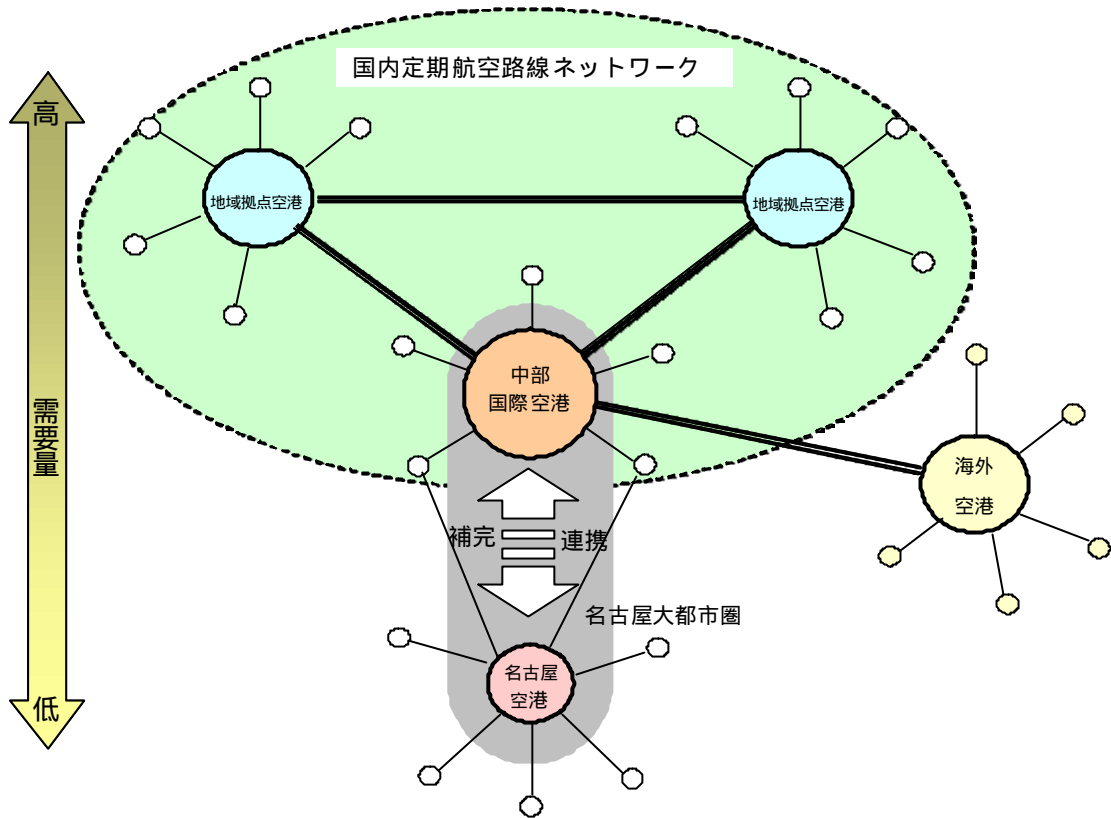 国内定期航空路線ネットワーク
高
地域拠点空港
地域拠点空港
中部
国際空港
需要量
海外
空港
補完
連携
名古屋大都市圏
名古屋
空港
低